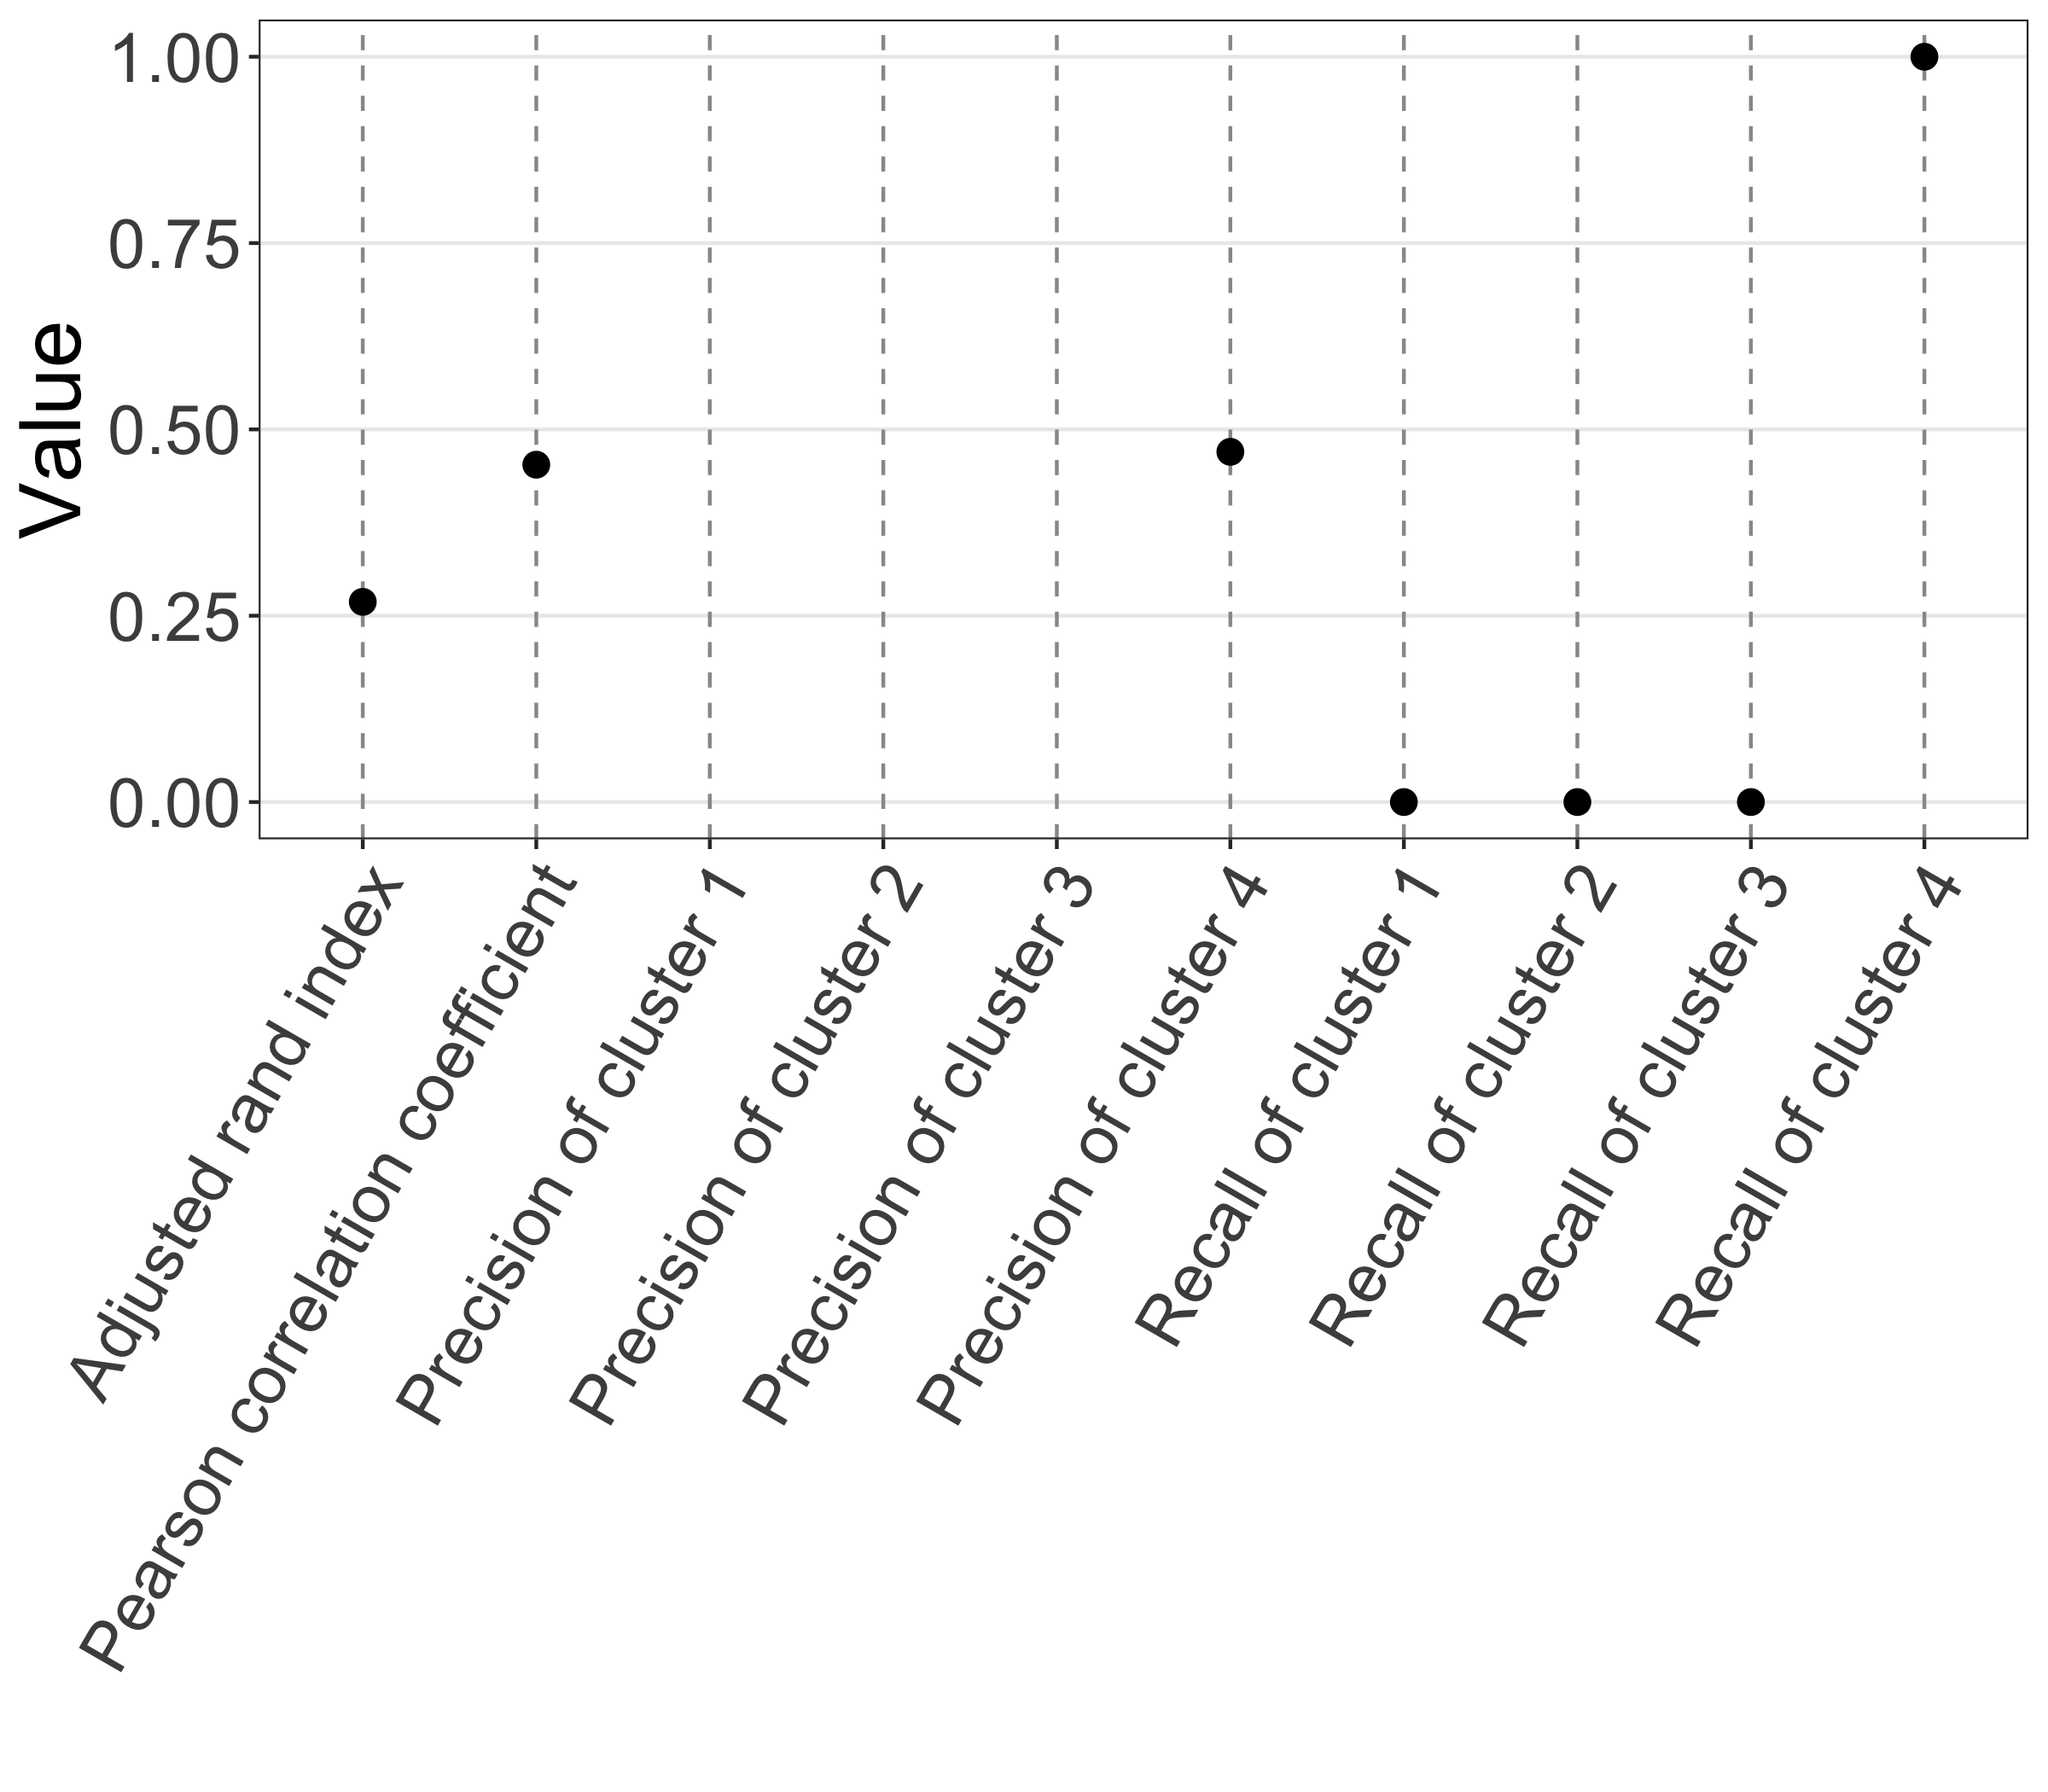 Value
1.00
0.75
0.50
0.25
0.00
Adjusted rand index
Pearson correlation coefficient
Precision of cluster 1
Precision of cluster 2
Precision of cluster 3
Precision of cluster 4
Recall of cluster 1
Recall of cluster 2
Recall of cluster 3
Recall of cluster 4